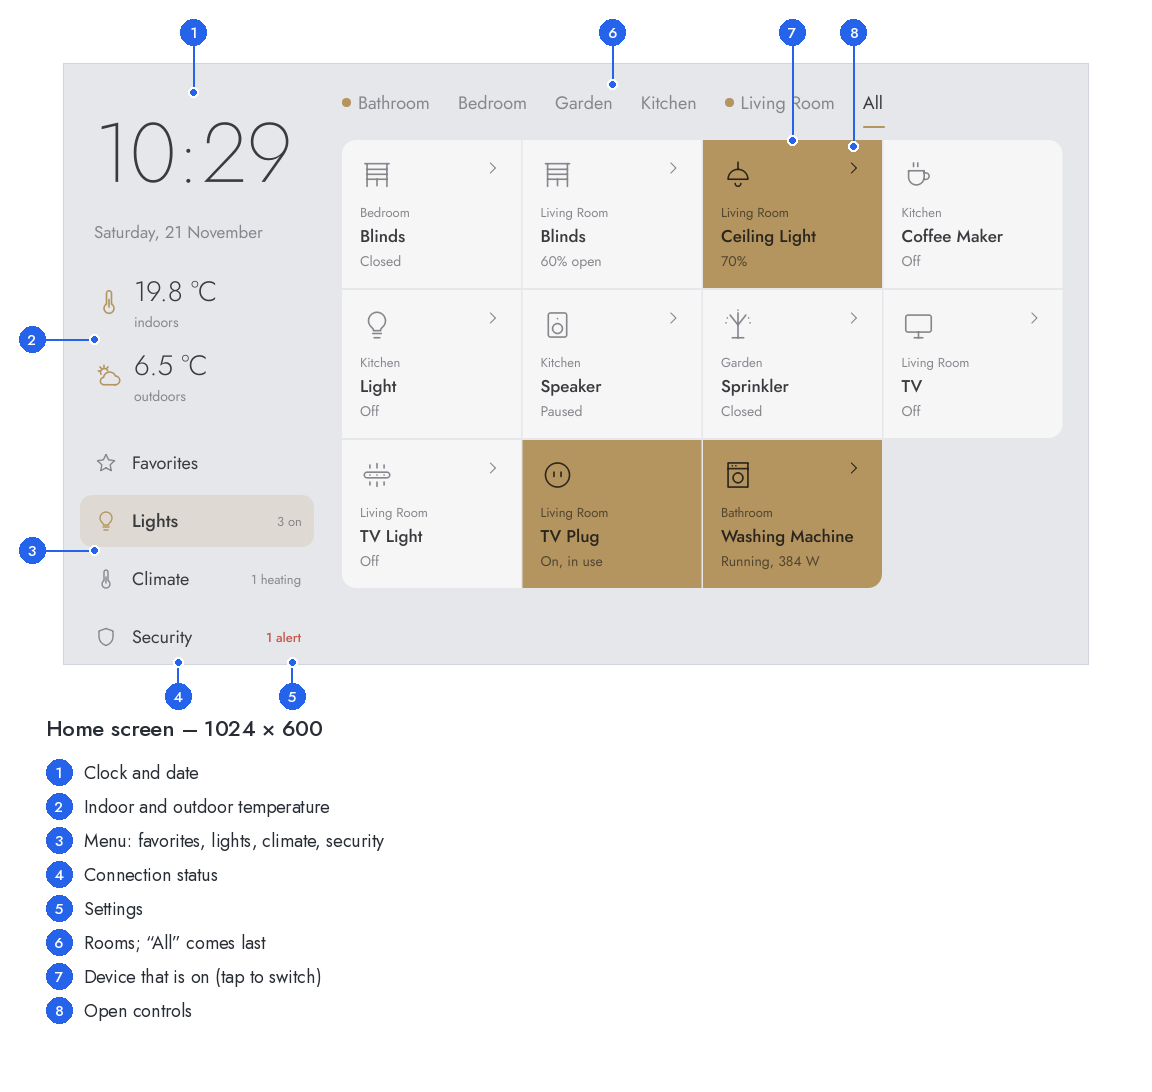 1
6
7
8
10:29
Saturday, 21 November
19.8 °C
indoors
2
6.5 °C
outdoors
Favorites
Lights 3 on
3
Climate 1 heating
Security 1 alert
4
5
Bathroom Bedroom Garden Kitchen Living Room All
Bedroom
Blinds
Closed
Living Room
Blinds
60% open
Living Room
Ceiling Light
70%
Kitchen
Coffee Maker
Off
Kitchen
Light
Off
Kitchen
Speaker
Paused
Garden
Sprinkler
Closed
Living Room
TV
Off
Living Room
TV Light
Off
Living Room
TV Plug
On, in use
Bathroom
Washing Machine
Running, 384 W
Home screen – 1024 × 600
1 Clock and date
2 Indoor and outdoor temperature
3 Menu: favorites, lights, climate, security
4 Connection status
5 Settings
6 Rooms; “All” comes last
7 Device that is on (tap to switch)
8 Open controls